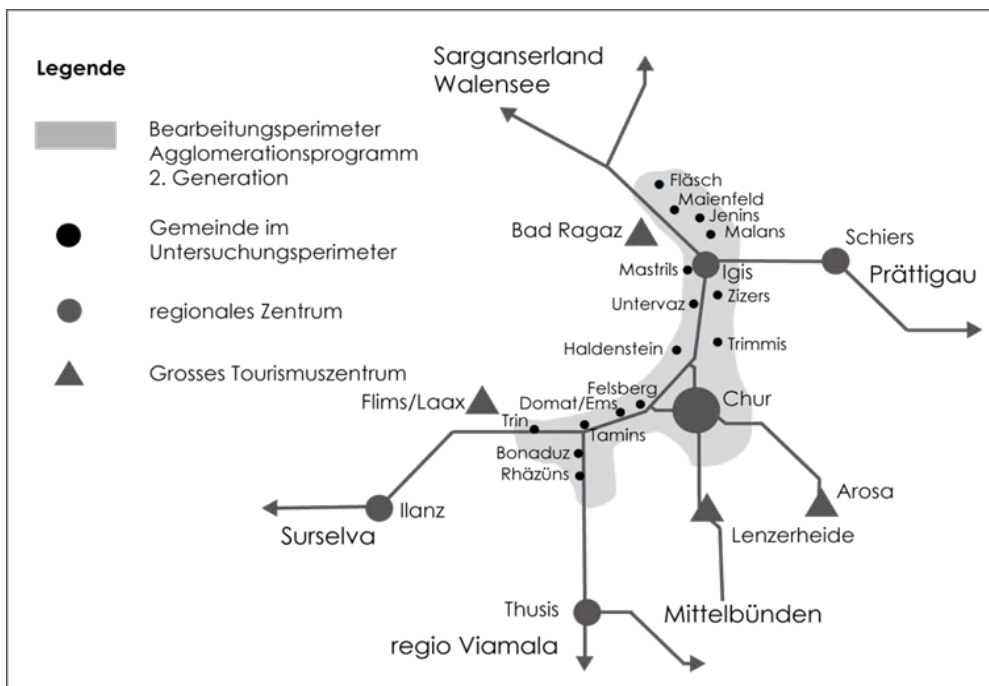 Legende
Bearbeitungsperimeter
Agglomerationsprogramm
2. Generation
Gemeinde im
Untersuchungsperimeter
regionales Zentrum
Grosses Tourismuszentrum
Sarganserland
Walensee
Fläsch
Maienfeld
Jenins
Malans
Bad Ragaz
Schiers
Mastrils
Igis
Prättigau
Zizers
Untervaz
Trimmis
Haldenstein
Felsberg
Chur
Domat/Ems
Flims/Laax
Trin
Tamins
Bonaduz
Rhäzüns
Arosa
Ilanz
Surselva
Lenzerheide
Thusis
Mittelbünden
regio Viamala